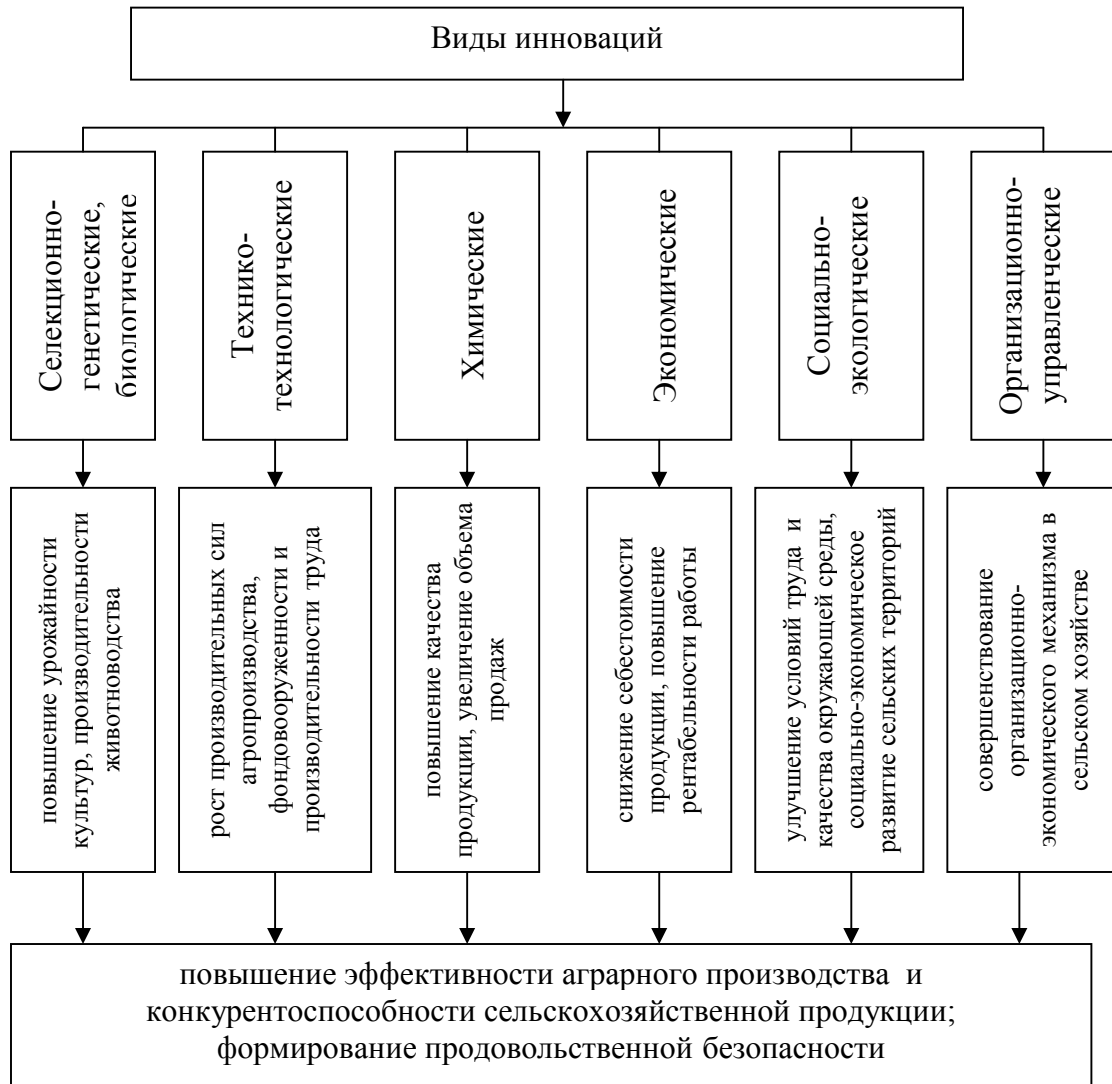 Виды инноваций
Селекционно-
генетические,
биологические
Технико-
технологические
Химические
Экономические
Социально-
экологические
Организационно-
управленческие
повышение урожайности
культур, производительности
животноводства
рост производительных сил
агропроизводства,
фондовооруженности и
производительности труда
повышение качества
продукции, увеличение объема
продаж
снижение себестоимости
продукции, повышение
рентабельности работы
улучшение условий труда и
качества окружающей среды,
социально-экономическое
развитие сельских территорий
совершенствование
организационно-
экономического механизма в
сельском хозяйстве
повышение эффективности аграрного производства и
конкурентоспособности сельскохозяйственной продукции;
формирование продовольственной безопасности